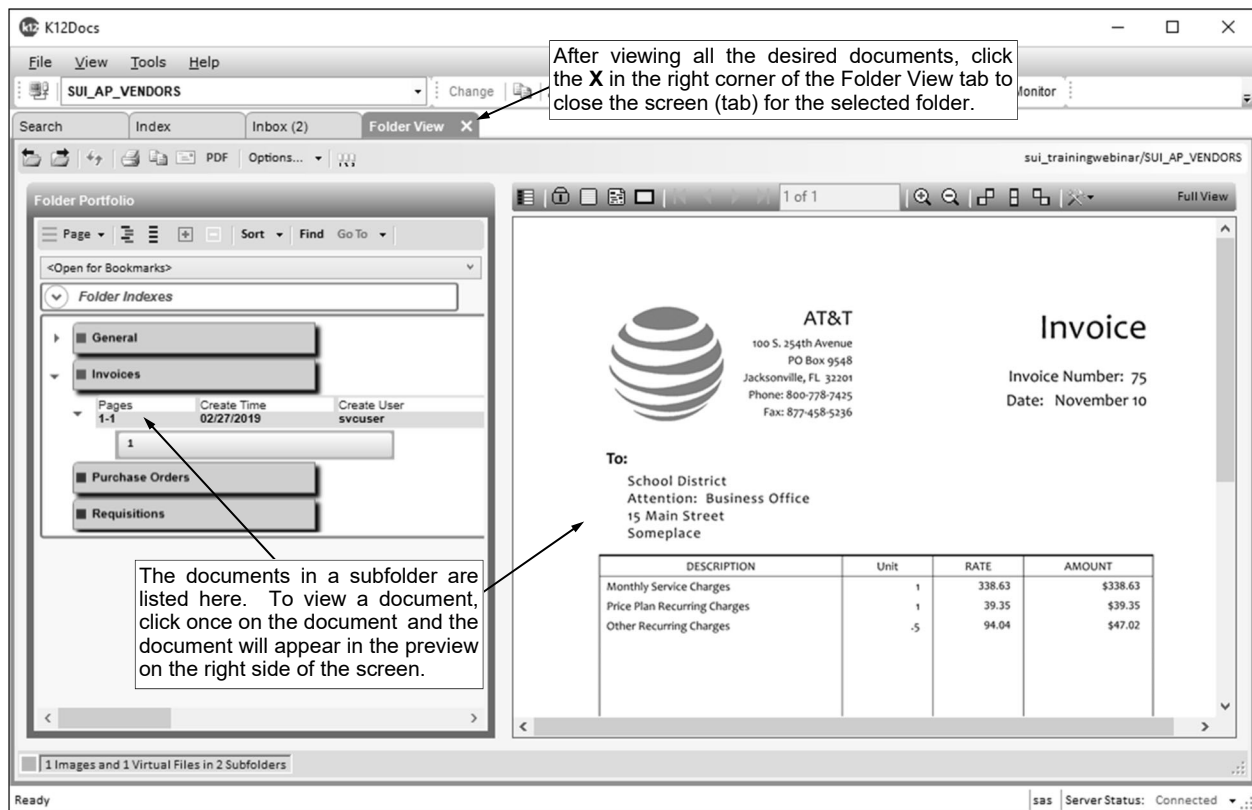 K12Docs
File View Tools Help
After viewing all the desired documents, click
the X in the right corner of the Folder View tab to
close the screen (tab) for the selected folder.
SUI_AP_VENDORS
Change
Monitor
Search Index Inbox (2) Folder View X
PDF Options...
sui_trainingwebinar/SUI_AP_VENDORS
Folder Portfolio
1 of 1
Full View
Page Sort Find Go To
<Open for Bookmarks>
Folder Indexes
General
Invoices
Pages Create Time Create User
1-1 02/27/2019 svcuser
1
Purchase Orders
Requisitions
The documents in a subfolder are
listed here. To view a document,
click once on the document and the
document will appear in the preview
on the right side of the screen.
AT&T
100 S. 254th Avenue
PO Box 9548
Jacksonville, FL 32201
Phone: 800-778-7425
Fax: 877-458-5236
Invoice
Invoice Number: 75
Date: November 10
To:
School District
Attention: Business Office
15 Main Street
Someplace
DESCRIPTION Unit RATE AMOUNT
Monthly Service Charges 1 338.63 $338.63
Price Plan Recurring Charges 1 39.35 $39.35
Other Recurring Charges -5 94.04 $47.02
1 Images and 1 Virtual Files in 2 Subfolders
Ready
sas Server Status: Connected